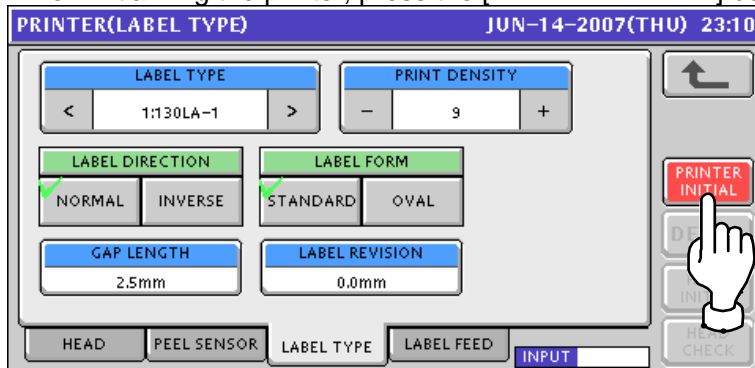 PRINTER(LABEL TYPE) JUN-14-2007(THU) 23:10
LABEL TYPE
< 1:130LA-1 >
PRINT DENSITY
- 9 +
LABEL DIRECTION
NORMAL INVERSE
LABEL FORM
STANDARD OVAL
GAP LENGTH
2.5mm
LABEL REVISION
0.0mm
PRINTER
INITIAL
HEAD
CHECK
HEAD PEEL SENSOR LABEL TYPE LABEL FEED INPUT